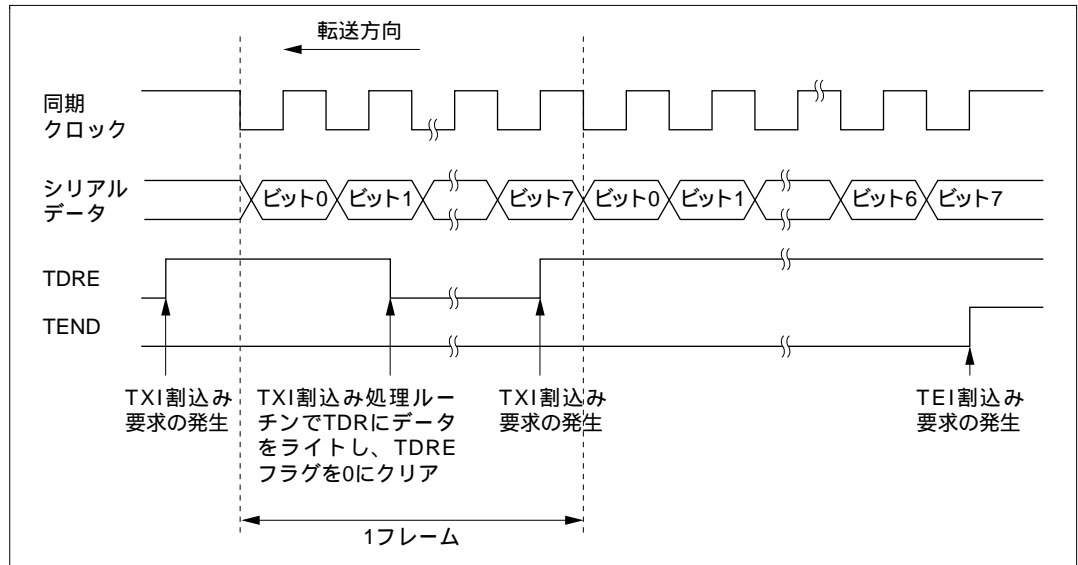 転送方向
同期
クロック
シリアル
データ
ビット0 ビット1 ビット7 ビット0 ビット1 ビット6 ビット7
TDRE
TEND
TXI割込み
要求の発生
TXI割込み処理ルー
チンでTDRにデータ
をライトし、TDRE
フラグを0にクリア
TXI割込み
要求の発生
TEI割込み
要求の発生
1フレーム